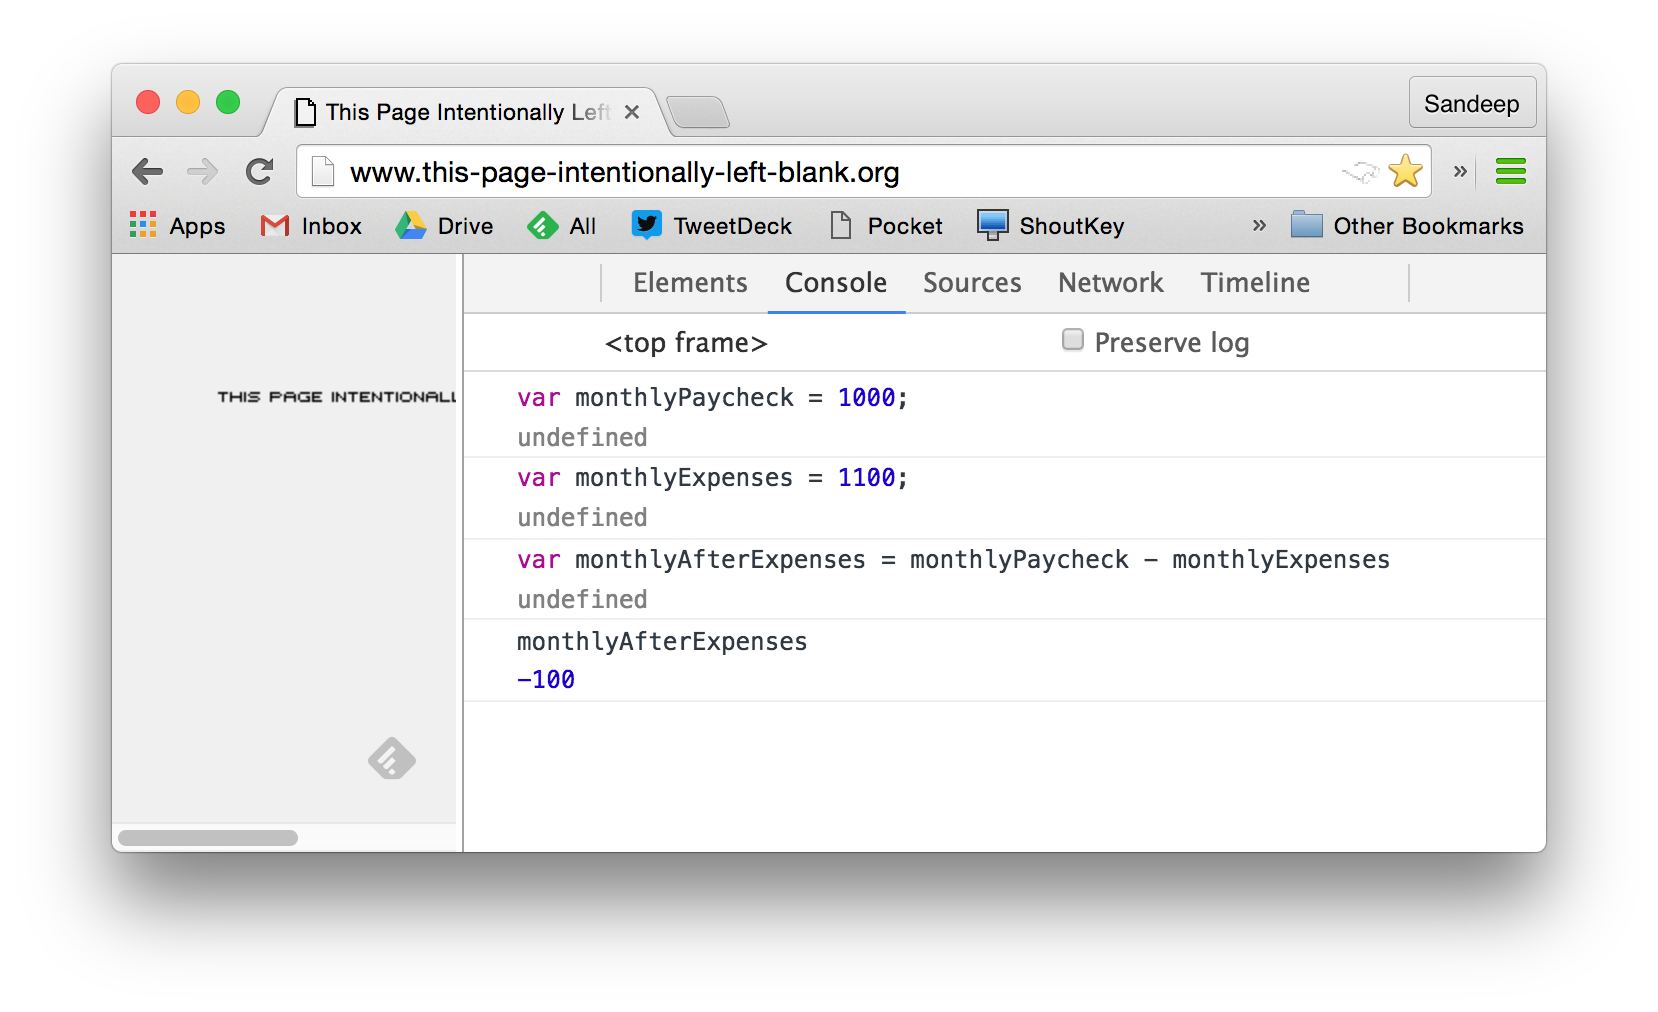 This Page Intentionally Left
Sandeep
www.this-page-intentionally-left-blank.org
»
Apps Inbox Drive All TweetDeck Pocket ShoutKey » Other Bookmarks
Elements Console Sources Network Timeline
<top frame> Preserve log
THIS PAGE INTENTIONALL
var monthlyPaycheck = 1000;
undefined
var monthlyExpenses = 1100;
undefined
var monthlyAfterExpenses = monthlyPaycheck - monthlyExpenses
undefined
monthlyAfterExpenses
-100